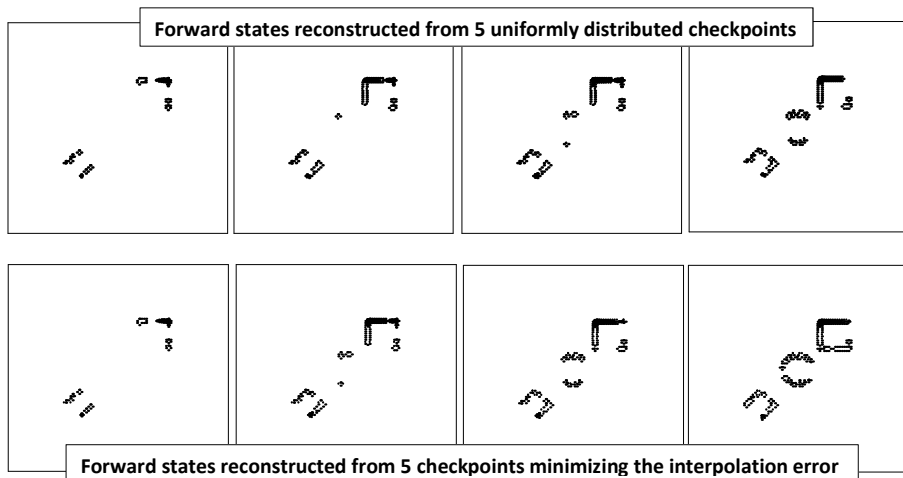 Forward states reconstructed from 5 uniformly distributed checkpoints
Forward states reconstructed from 5 checkpoints minimizing the interpolation error